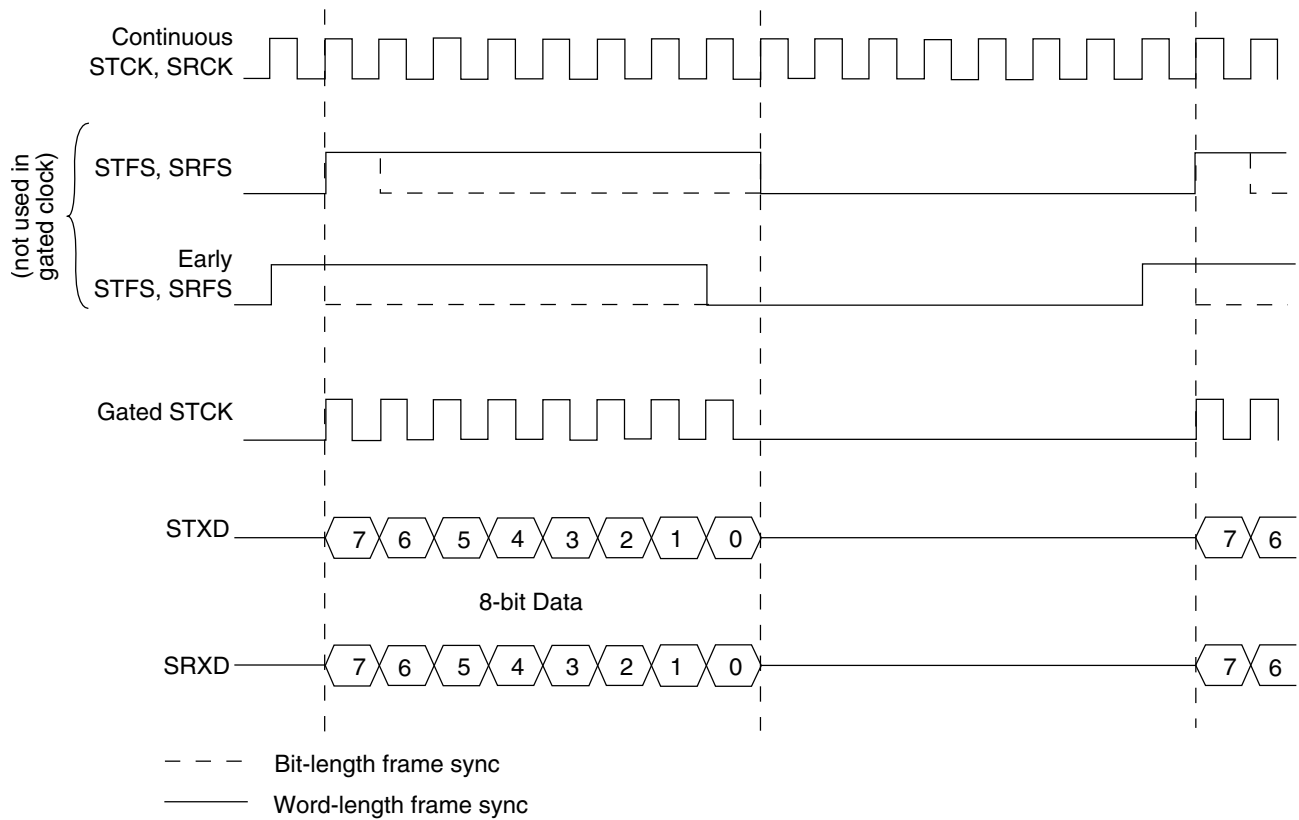 Continuous
STCK, SRCK
(not used in
gated clock)
STFS, SRFS
Early
STFS, SRFS
Gated STCK
STXD
7 6 5 4 3 2 1 0 7 6
8-bit Data
SRXD
7 6 5 4 3 2 1 0 7 6
Bit-length frame sync
Word-length frame sync